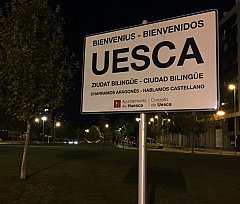 BIENVENIUS - BIENVENIDOS
UESCA
ZIUDAT BILINGÜE - CIUDAD BILINGÜE
CHARRAMOS ARAGONÉS - HABLAMOS CASTELLANO
Ayuntamiento de Huesca
Conzello de Uesca